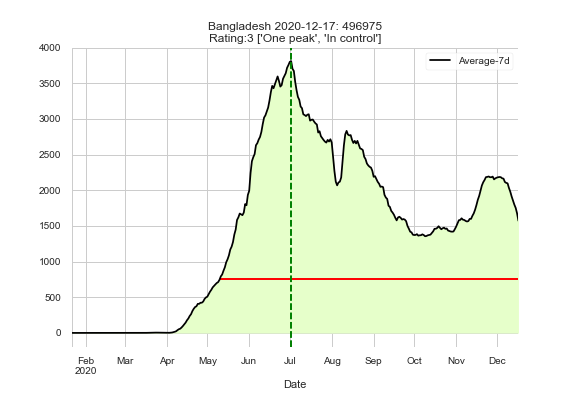 Bangladesh 2020-12-17: 496975
Rating:3 ['One peak', 'In control']
Average-7d
4000
3500
3000
2500
2000
1500
1000
500
0
Feb Mar Apr May Jun Jul Aug Sep Oct Nov Dec
2020
Date